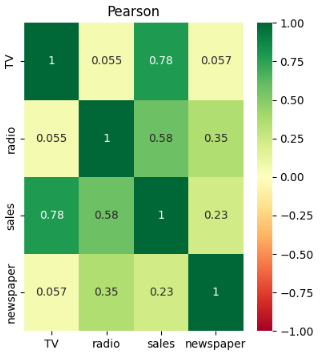 Pearson
TV 1 0.055 0.78 0.057
radio 0.055 1 0.58 0.35
sales 0.78 0.58 1 0.23
newspaper 0.057 0.35 0.23 1
TV radio sales newspaper
1.00
0.75
0.50
0.25
0.00
−0.25
−0.50
−0.75
−1.00